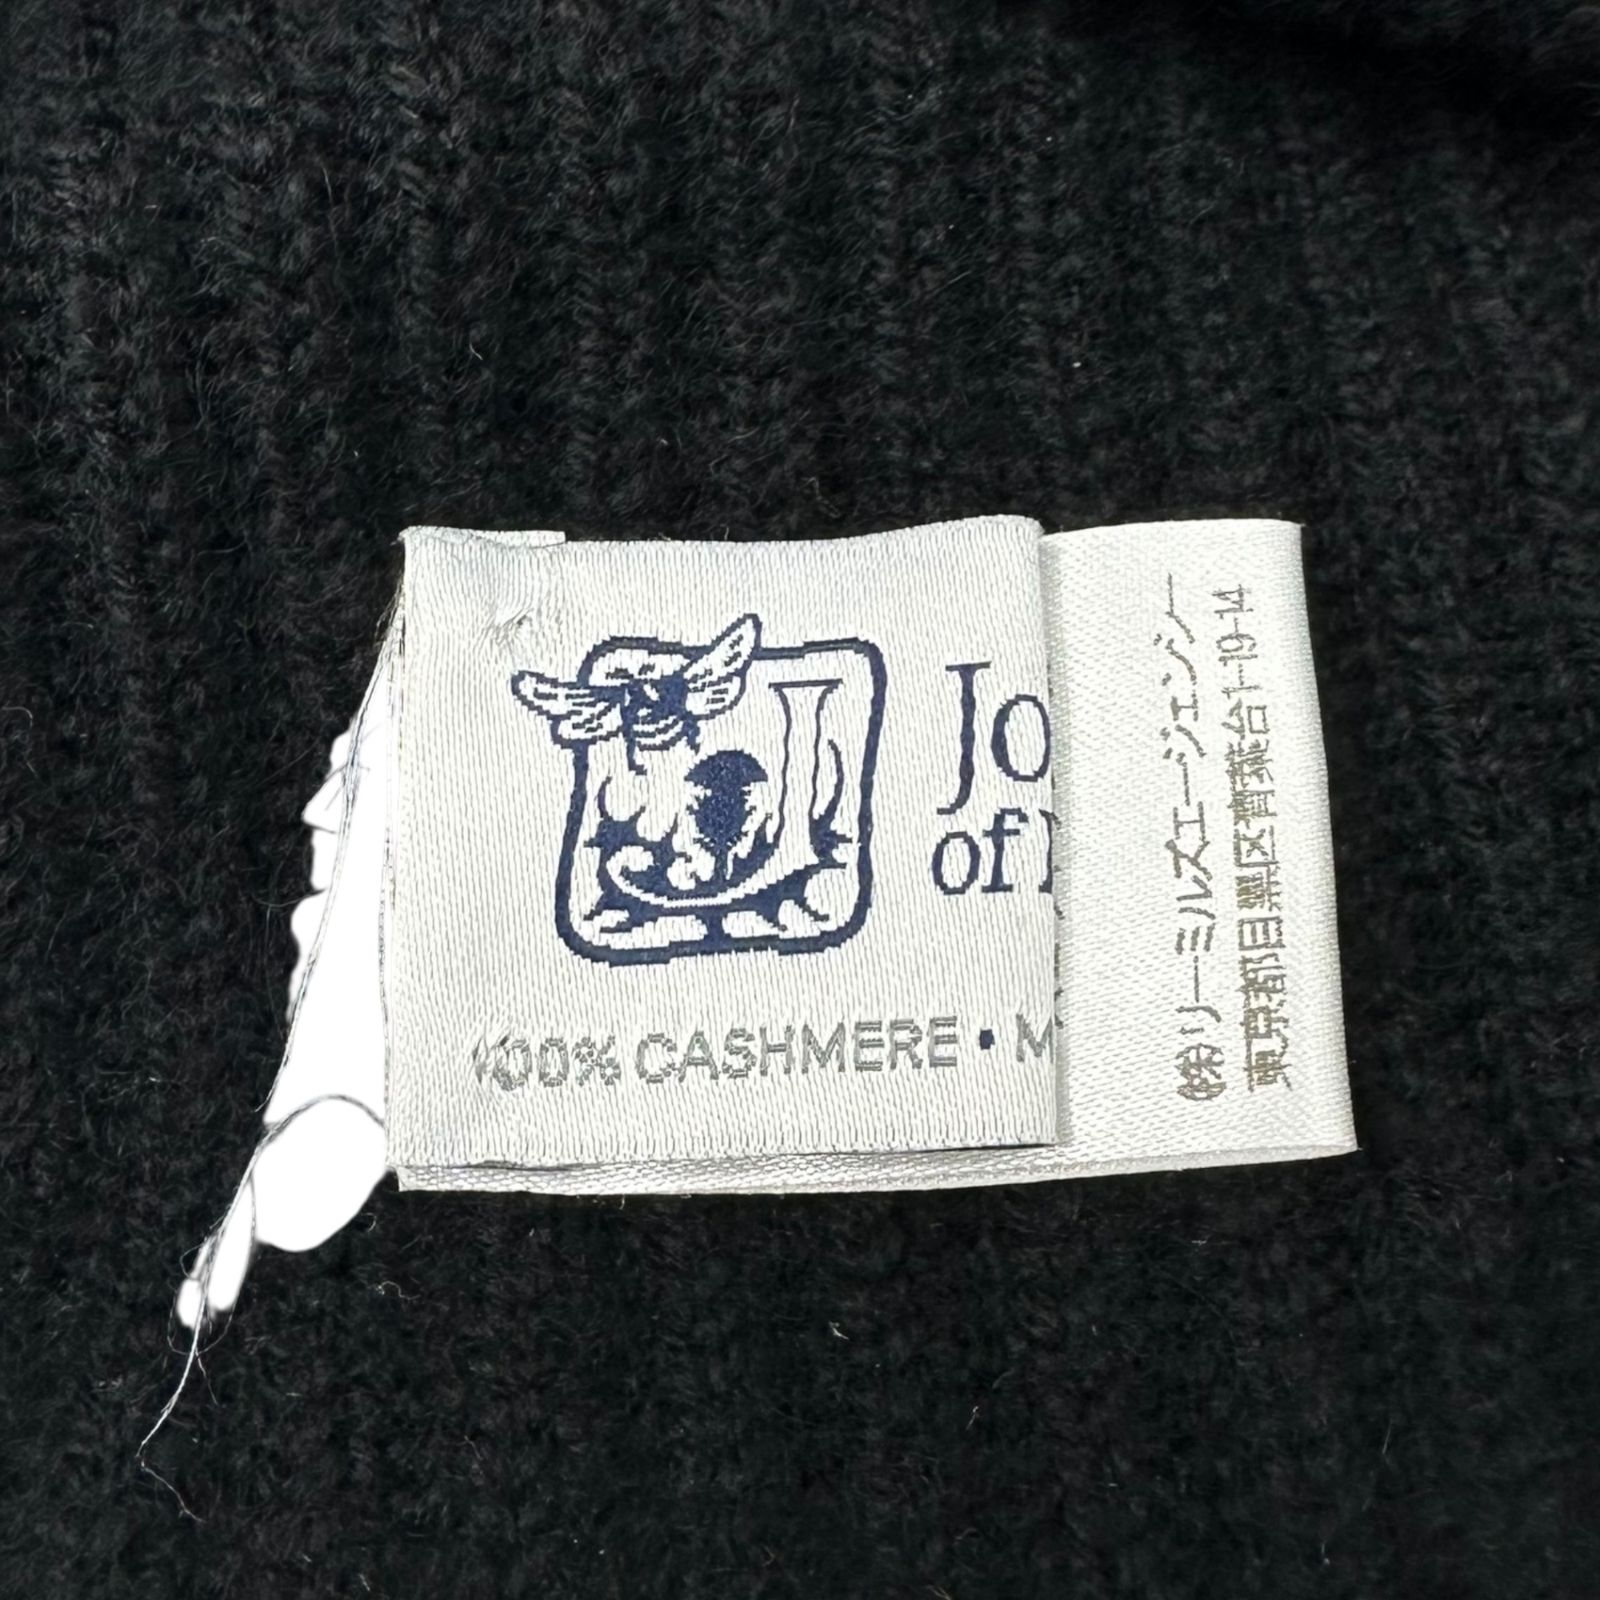 Jo
of
100% CASHMERE • M
㈱リー・ミルズエージェンシー
東京都目黒区青葉台1-19-14